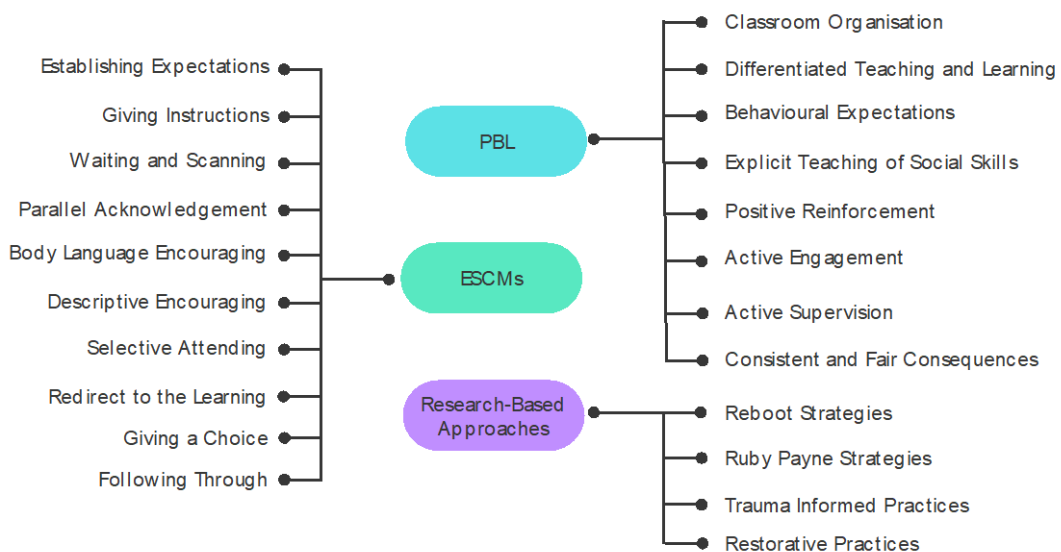 Establishing Expectations
Giving Instructions
Waiting and Scanning
Parallel Acknowledgement
Body Language Encouraging
Descriptive Encouraging
Selective Attending
Redirect to the Learning
Giving a Choice
Following Through
PBL
ESCMs
Research-Based
Approaches
Classroom Organisation
Differentiated Teaching and Learning
Behavioural Expectations
Explicit Teaching of Social Skills
Positive Reinforcement
Active Engagement
Active Supervision
Consistent and Fair Consequences
Reboot Strategies
Ruby Payne Strategies
Trauma Informed Practices
Restorative Practices